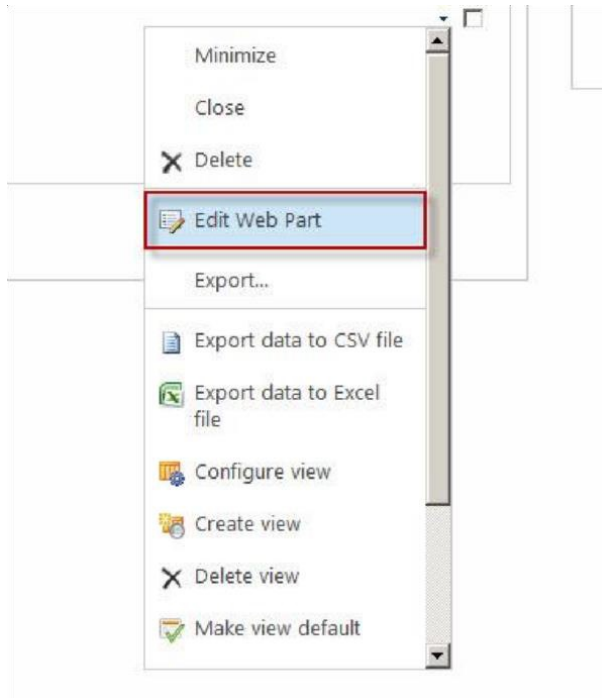 Minimize
Close
Delete
Edit Web Part
Export...
Export data to CSV file
Export data to Excel
file
Configure view
Create view
Delete view
Make view default